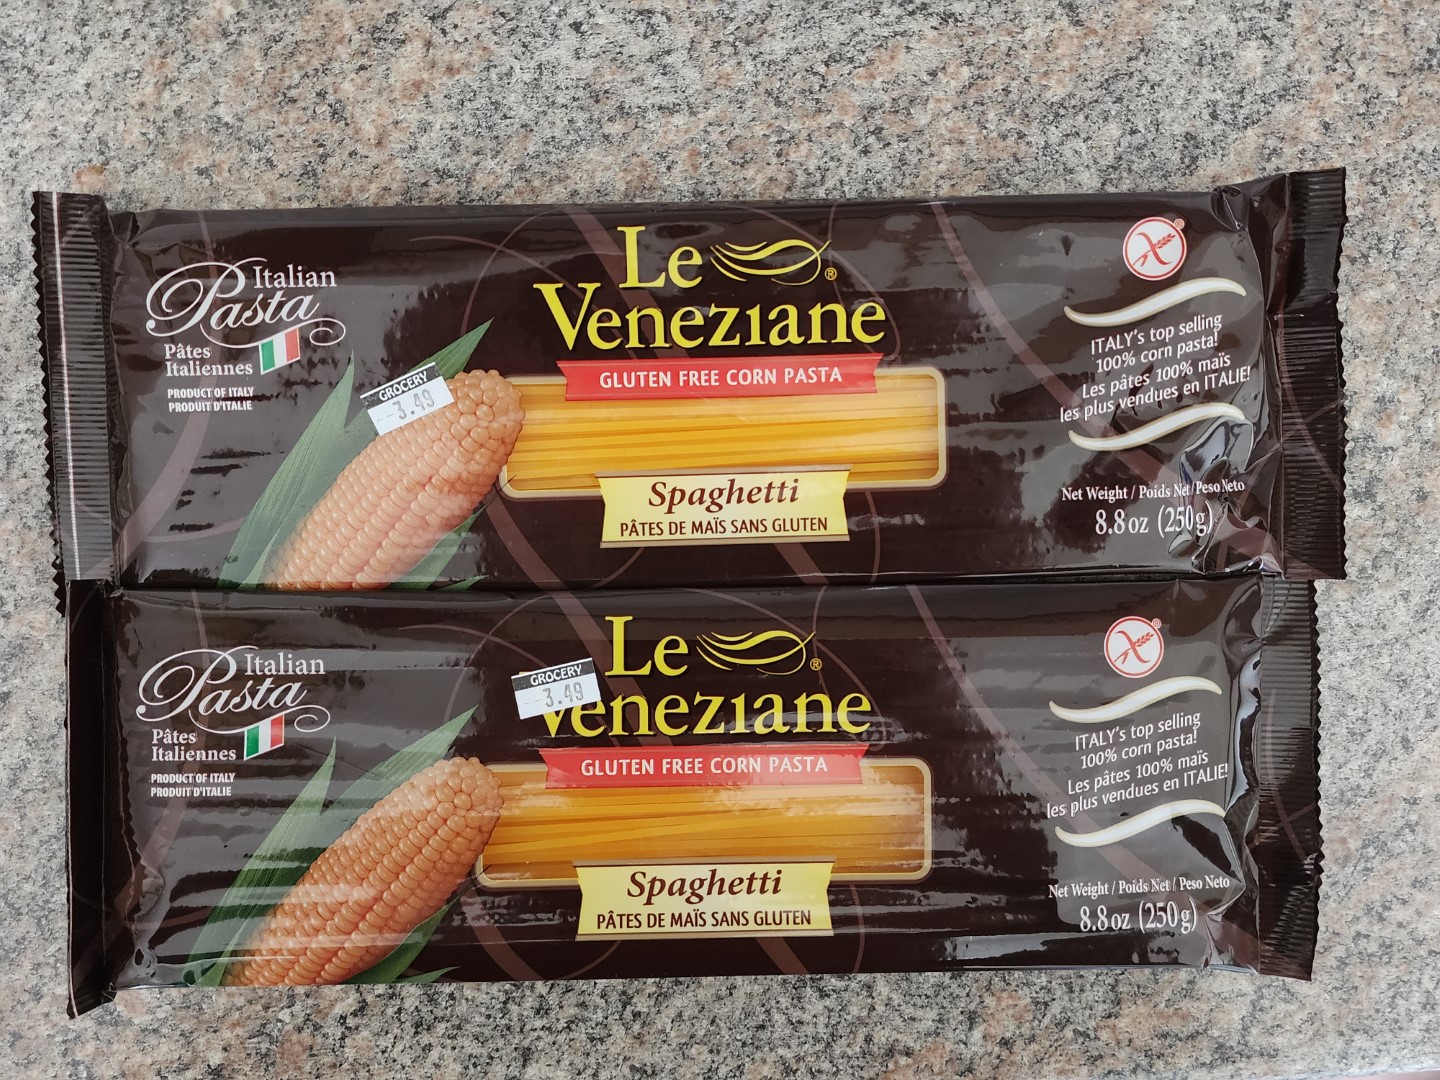 Italian
Pasta
Pâtes
Italiennes
PRODUCT OF ITALY
PRODUIT D'ITALIE
GROCERY
3.49
Le
Veneziane
GLUTEN FREE CORN PASTA
Spaghetti
PÂTES DE MAÏS SANS GLUTEN
ITALY's top selling
100% corn pasta!
Les pâtes 100% maïs
les plus vendues en ITALIE!
Net Weight / Poids Net / Peso Neto
8.8 oz (250g)
Italian
Pasta
Pâtes
Italiennes
PRODUCT OF ITALY
PRODUIT D'ITALIE
GROCERY
3.49
Le
Veneziane
GLUTEN FREE CORN PASTA
Spaghetti
PÂTES DE MAÏS SANS GLUTEN
ITALY's top selling
100% corn pasta!
Les pâtes 100% maïs
les plus vendues en ITALIE!
Net Weight / Poids Net / Peso Neto
8.8 oz (250g)